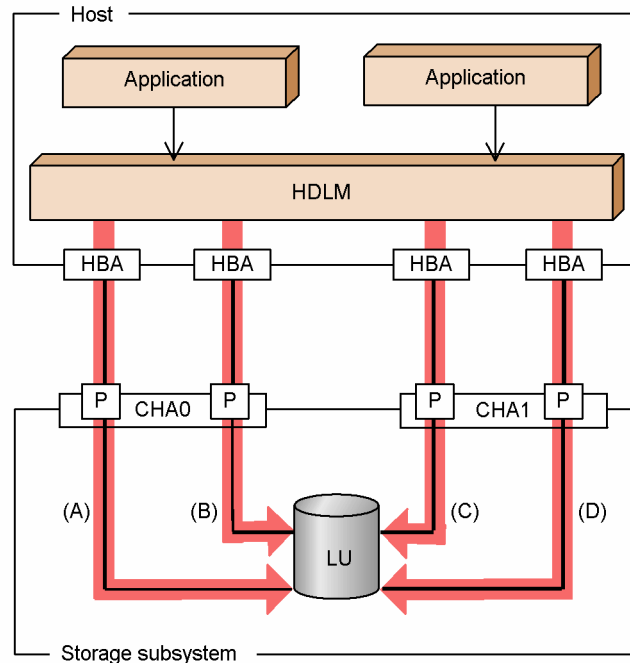 Host
Application
Application
HDLM
HBA HBA HBA HBA
P CHA0 P P CHA1 P
(A) (B) (C) (D)
LU
Storage subsystem